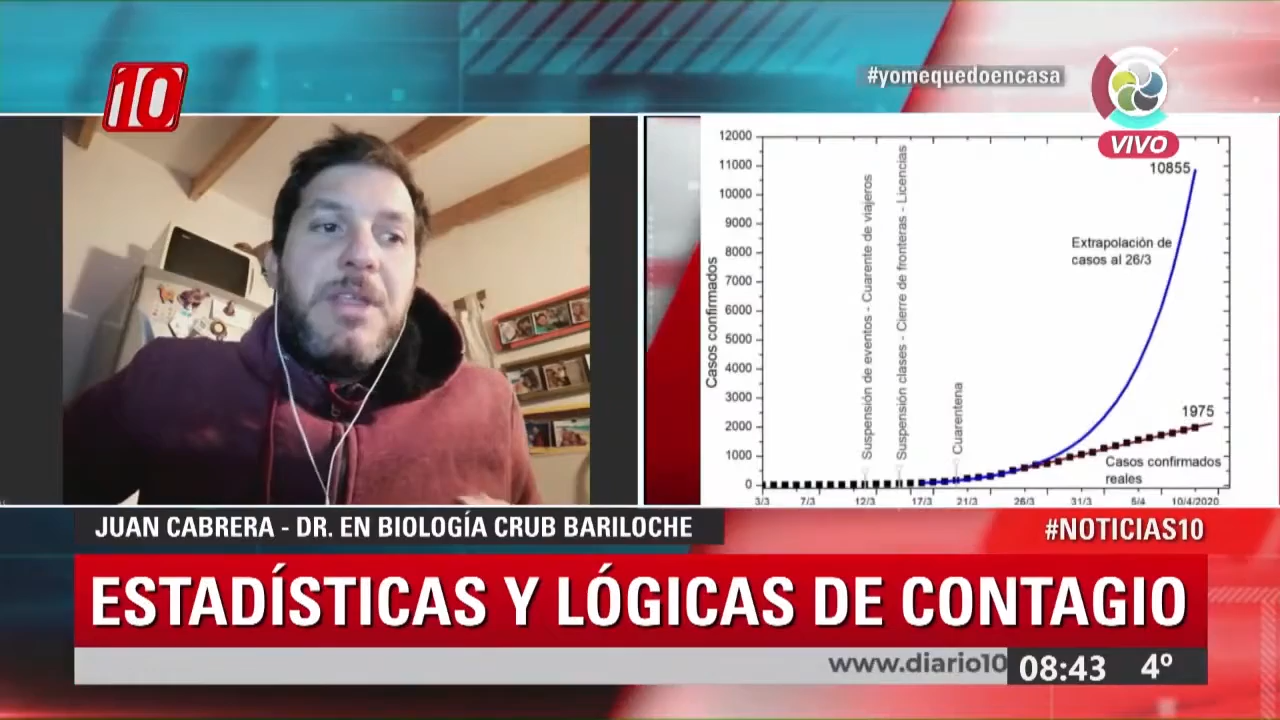 10
#yomequedoencasa
VIVO
12000
11000
10000
9000
8000
7000
6000
5000
4000
3000
2000
1000
0
Casos confirmados
Suspensión de eventos - Cuarente de viajeros
Suspensión clases - Cierre de fronteras - Licencias
Cuarentena
10855
Extrapolación de
casos al 26/3
1975
Casos confirmados
reales
3/3 7/3 12/3 17/3 21/3 26/3 31/3 5/4 10/4/2020
JUAN CABRERA - DR. EN BIOLOGÍA CRUB BARILOCHE
#NOTICIAS10
ESTADÍSTICAS Y LÓGICAS DE CONTAGIO
www.diario10
08:43 4º